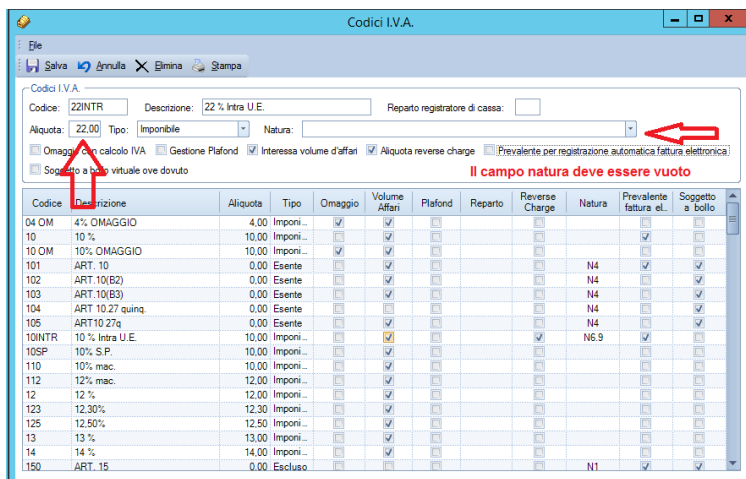 Codici I.V.A.
File
Salva Annulla Elimina Stampa
Codici I.V.A.
Codice: 22INTR Descrizione: 22 % Intra U.E. Reparto registratore di cassa:
Aliquota: 22,00 Tipo: Imponibile Natura:
Omaggio con calcolo IVA Gestione Plafond Interessa volume d'affari Aliquota reverse charge Prevalente per registrazione automatica fattura elettronica
Soggetto a bollo virtuale ove dovuto
Il campo natura deve essere vuoto
Codice Descrizione Aliquota Tipo Omaggio Volume Affari Plafond Reparto Reverse Charge Natura Prevalente fattura el... Soggetto a bollo
04 OM 4% OMAGGIO 4,00 Imponi...
10 10 % 10,00 Imponi...
10 OM 10% OMAGGIO 10,00 Imponi...
101 ART. 10 0,00 Esente N4
102 ART.10(B2) 0,00 Esente N4
103 ART.10(B3) 0,00 Esente N4
104 ART 10.27 quinq. 0,00 Esente N4
105 ART10 27q 0,00 Esente N4
10INTR 10 % Intra U.E. 10,00 Imponi... N6.9
10SP 10% S.P. 10,00 Imponi...
110 10% mac. 10,00 Imponi...
112 12% mac. 12,00 Imponi...
12 12 % 12,00 Imponi...
123 12,30% 12,30 Imponi...
125 12,50% 12,50 Imponi...
13 13 % 13,00 Imponi...
14 14 % 14,00 Imponi...
150 ART. 15 0,00 Escluso N1